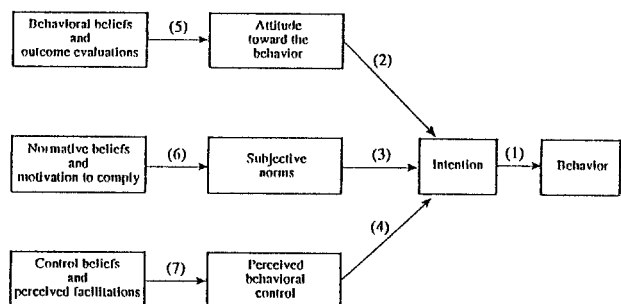 Behavioral beliefs
and
outcome evaluations
(5)
Attitude
toward the
behavior
(2)
Normative beliefs
and
motivation to comply
(6)
Subjective
norms
(3)
Intention
(1)
Behavior
(4)
Control beliefs
and
perceived facilitations
(7)
Perceived
behavioral
control